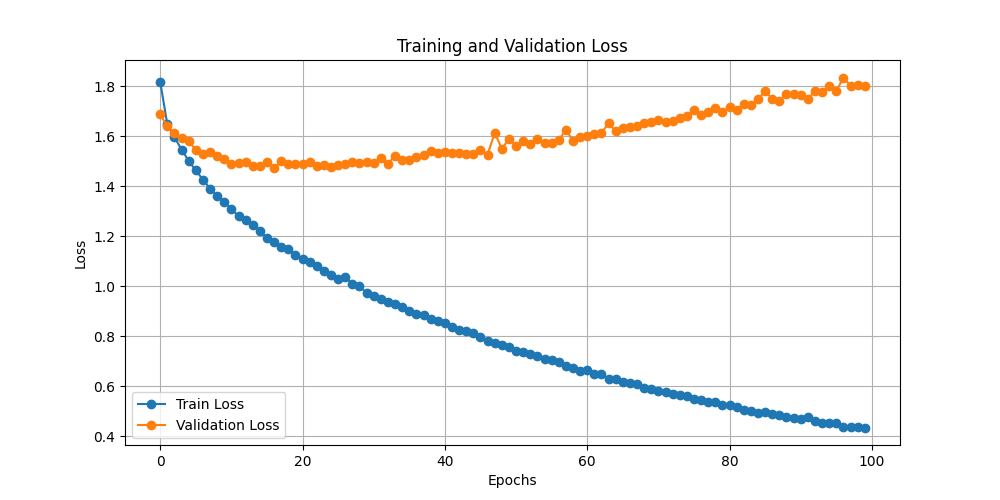 Training and Validation Loss
Loss
1.8
1.6
1.4
1.2
1.0
0.8
0.6
0.4
Train Loss
Validation Loss
0 20 40 60 80 100
Epochs